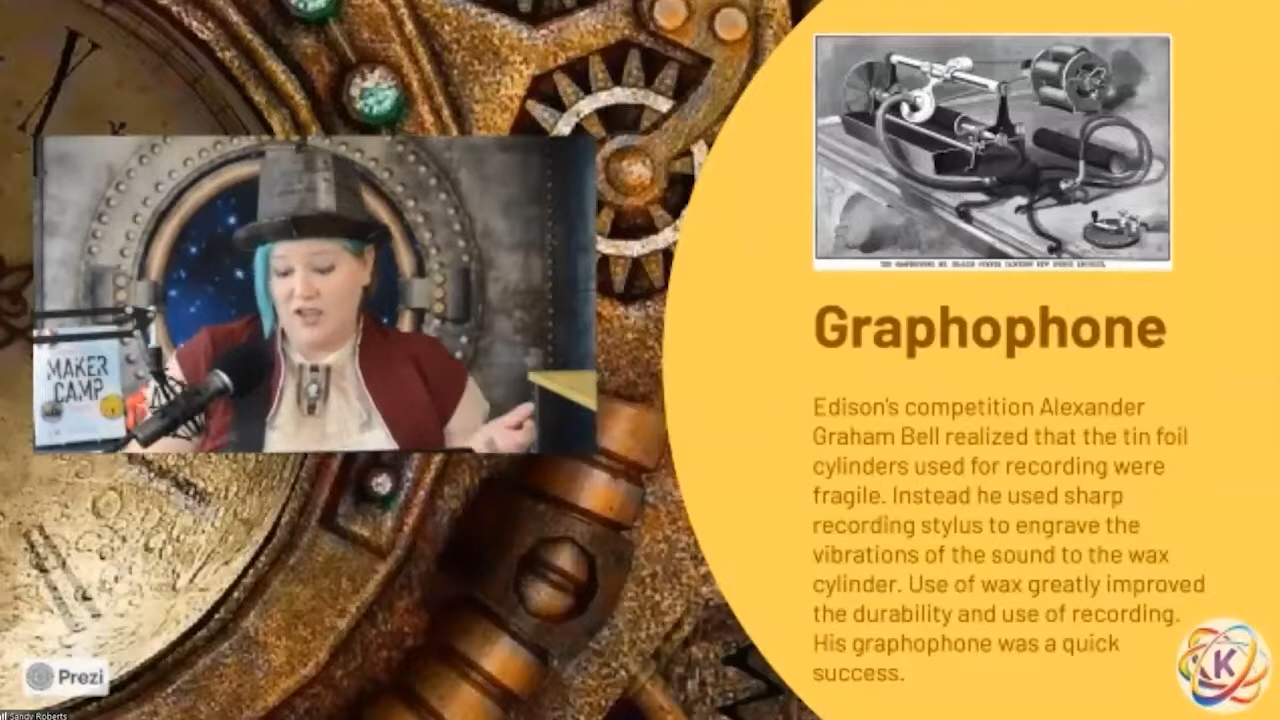 MAKER
CAMP
Graphophone
Edison's competition Alexander
Graham Bell realized that the tin foil
cylinders used for recording were
fragile. Instead he used sharp
recording stylus to engrave the
vibrations of the sound to the wax
cylinder. Use of wax greatly improved
the durability and use of recording.
His graphophone was a quick
success.
K
Prezi
Sandy Roberts